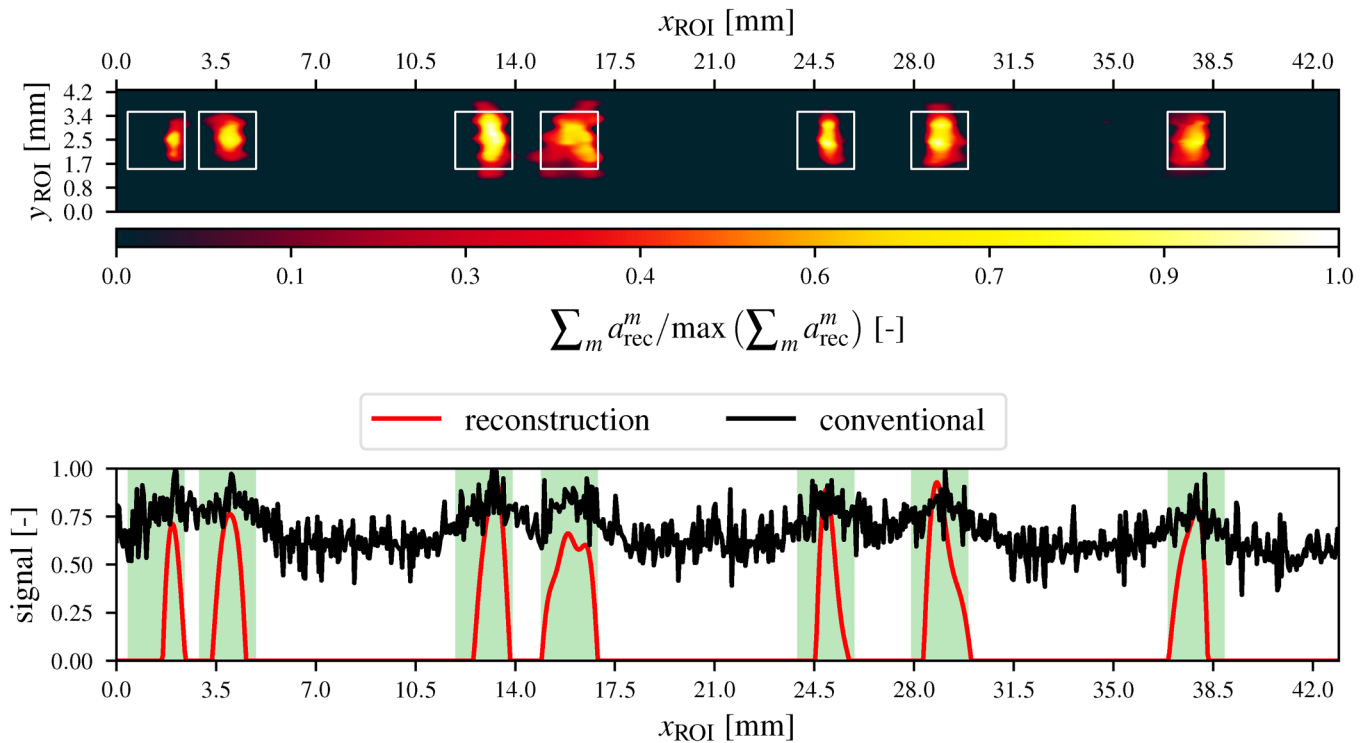 x_ROI [mm]
0.0 3.5 7.0 10.5 14.0 17.5 21.0 24.5 28.0 31.5 35.0 38.5 42.0
y_ROI [mm]
4.2
3.4
2.5
1.7
0.8
0.0
0.0 0.1 0.3 0.4 0.6 0.7 0.9 1.0
∑_m a_rec^m/max (∑_m a_rec^m) [-]
reconstruction conventional
signal [-]
1.00
0.75
0.50
0.25
0.00
0.0 3.5 7.0 10.5 14.0 17.5 21.0 24.5 28.0 31.5 35.0 38.5 42.0
x_ROI [mm]